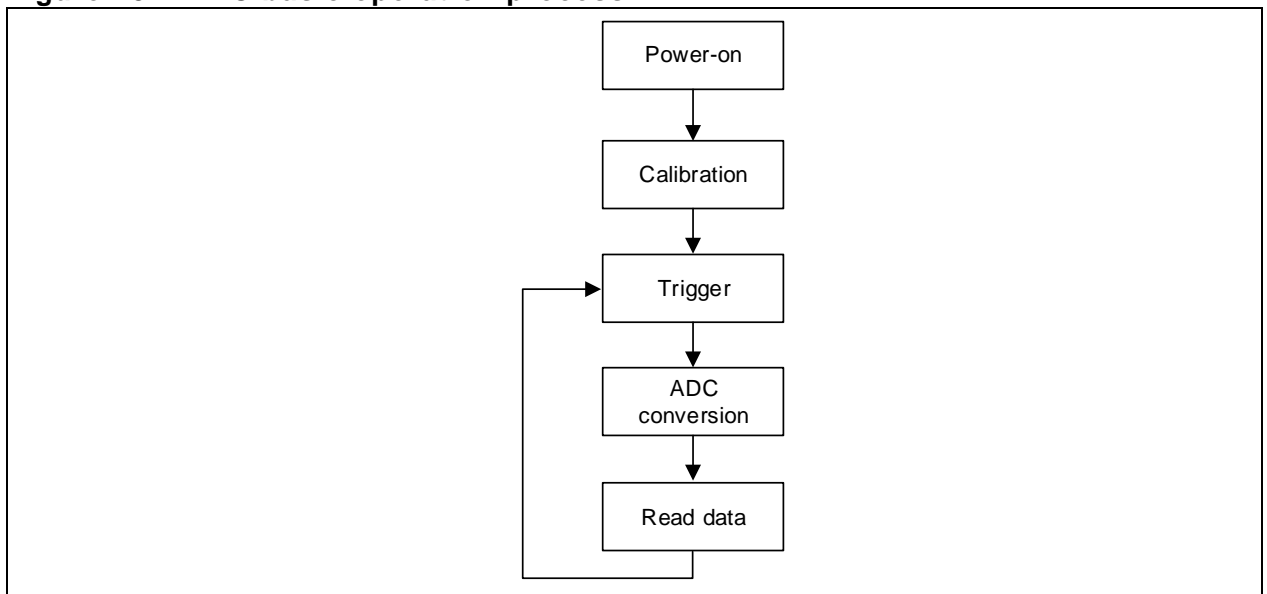 Power-on
Calibration
Trigger
ADC
conversion
Read data